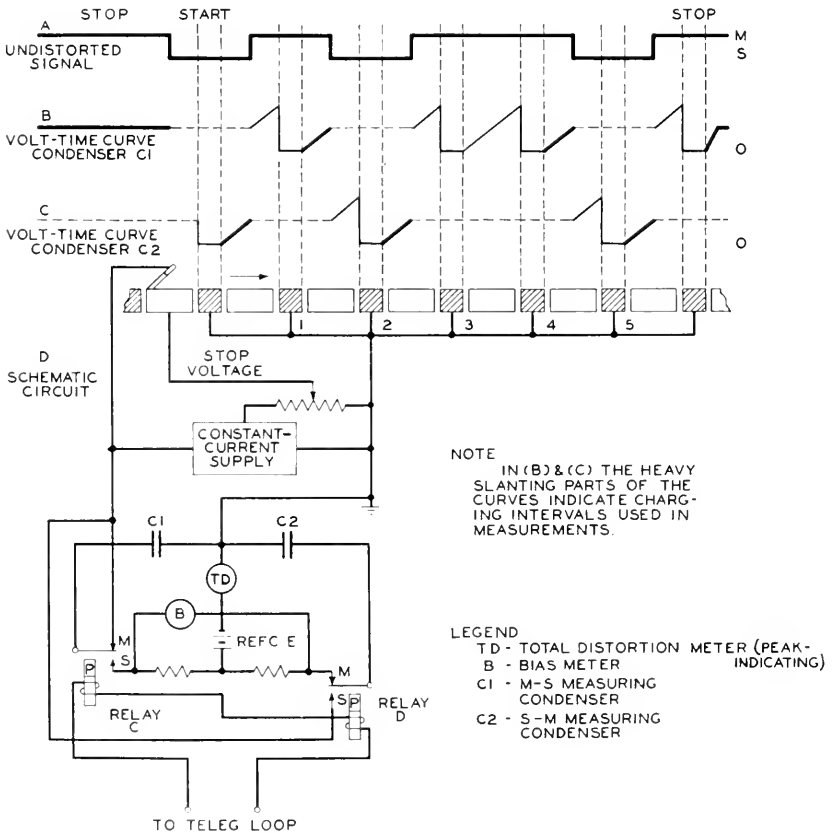 A STOP START STOP
UNDISTORTED
SIGNAL
M
S
B
VOLT-TIME CURVE
CONDENSER C1
O
C
VOLT-TIME CURVE
CONDENSER C2
O
1 2 3 4 5
D
SCHEMATIC
CIRCUIT
STOP
VOLTAGE
CONSTANT-
CURRENT
SUPPLY
NOTE
IN (B) & (C) THE HEAVY
SLANTING PARTS OF THE
CURVES INDICATE CHARG-
ING INTERVALS USED IN
MEASUREMENTS.
C1 C2
TD
B
REFC E
M
S
M
S
P
P
RELAY
C
RELAY
D
TO TELEG LOOP
LEGEND
TD - TOTAL DISTORTION METER (PEAK-
INDICATING)
B - BIAS METER
C1 - M-S MEASURING
CONDENSER
C2 - S-M MEASURING
CONDENSER